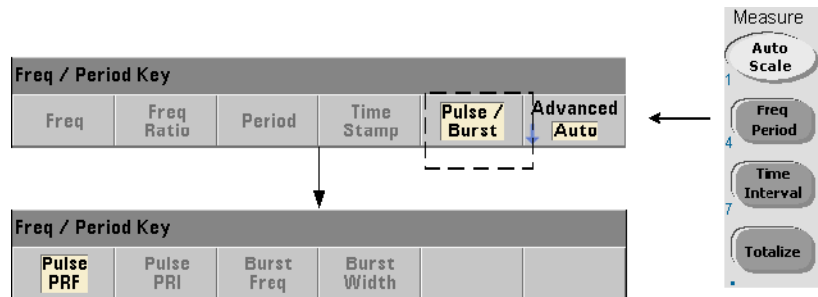 Measure
Auto
Scale
1
Freq / Period Key
Freq
Freq
Ratio
Period
Time
Stamp
Pulse /
Burst
Advanced
Auto
Freq
Period
4
Time
Interval
7
Freq / Period Key
Pulse
PRF
Pulse
PRI
Burst
Freq
Burst
Width
Totalize
.